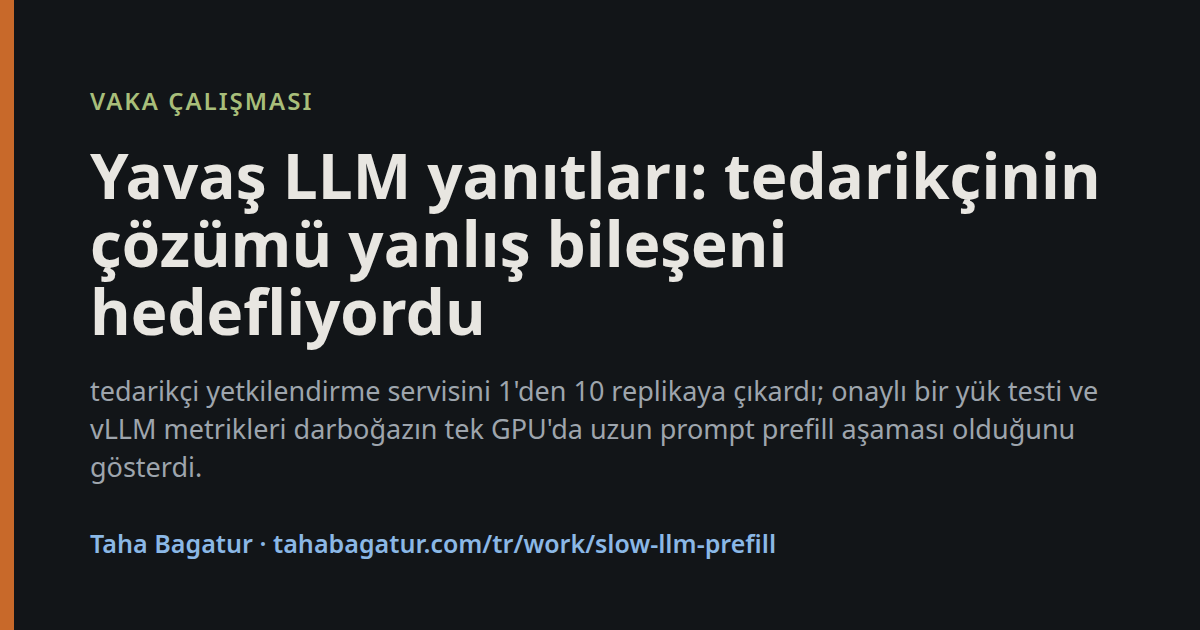 VAKA ÇALIŞMASI
Yavaş LLM yanıtları: tedarikçinin
çözümü yanlış bileşeni
hedefliyordu
tedarikçi yetkilendirme servisini 1'den 10 replikaya çıkardı; onaylı bir yük testi ve
vLLM metrikleri darboğazın tek GPU'da uzun prompt prefill aşaması olduğunu
gösterdi.
Taha Bagatur · tahabagatur.com/tr/work/slow-llm-prefill